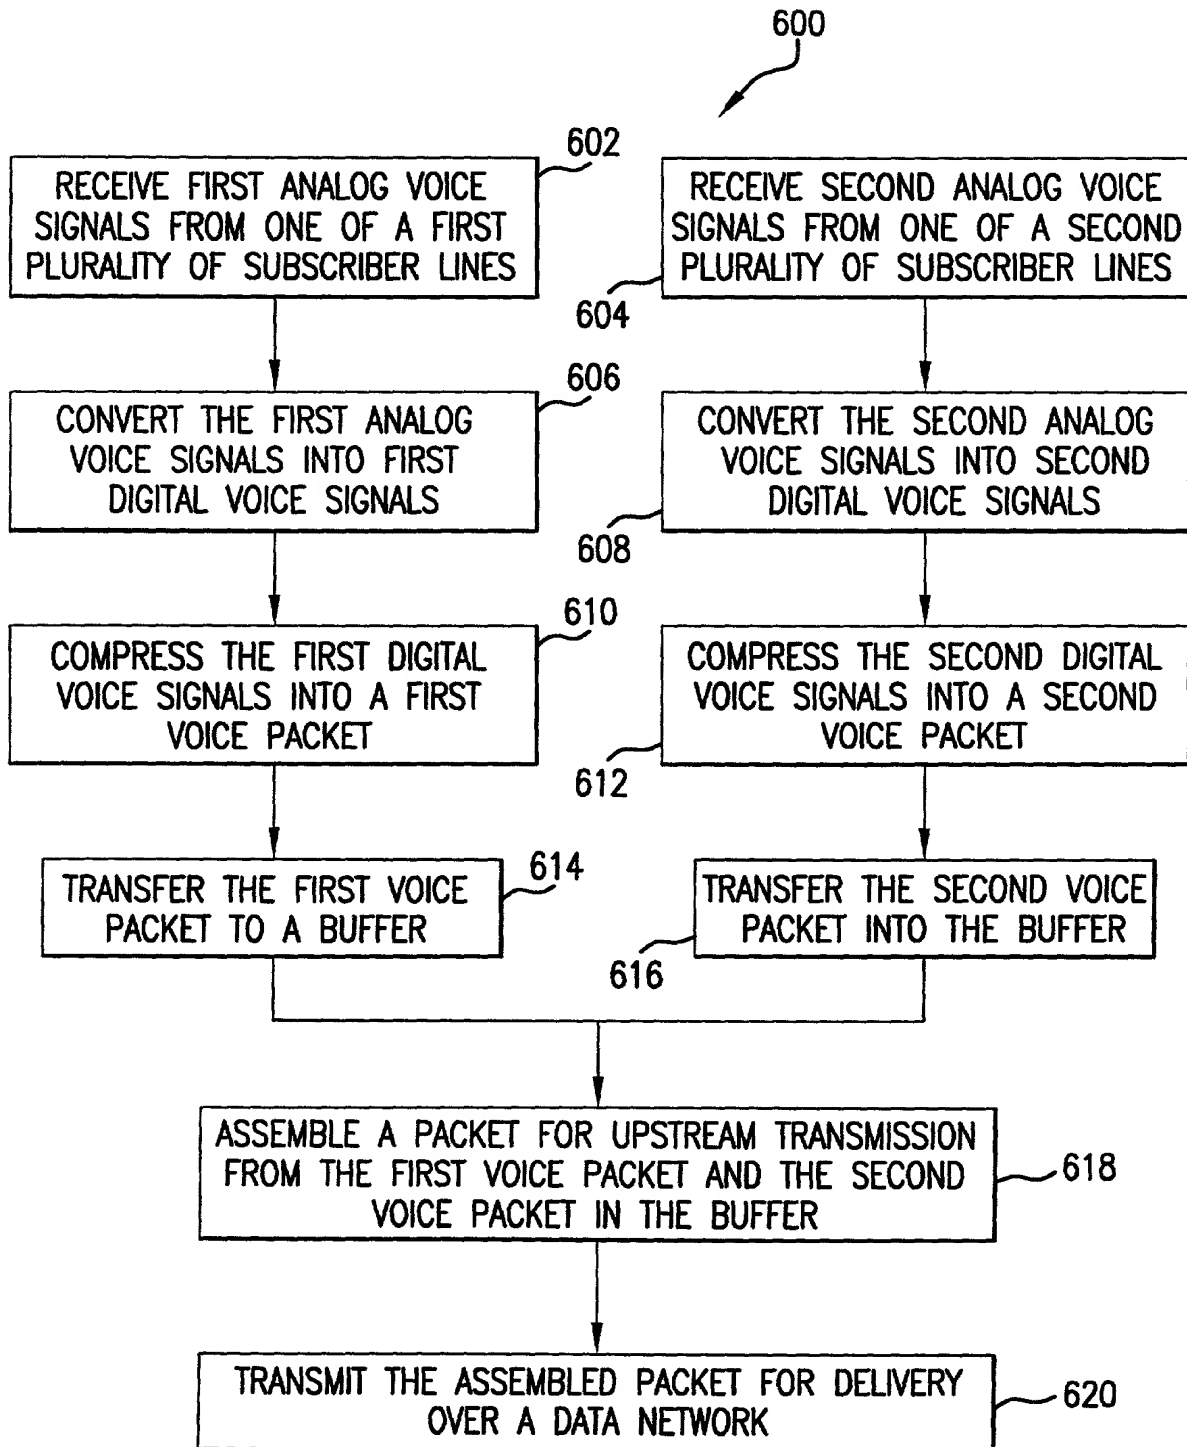 600
602
RECEIVE FIRST ANALOG VOICE
SIGNALS FROM ONE OF A FIRST
PLURALITY OF SUBSCRIBER LINES
RECEIVE SECOND ANALOG VOICE
SIGNALS FROM ONE OF A SECOND
PLURALITY OF SUBSCRIBER LINES
604
606
CONVERT THE FIRST ANALOG
VOICE SIGNALS INTO FIRST
DIGITAL VOICE SIGNALS
CONVERT THE SECOND ANALOG
VOICE SIGNALS INTO SECOND
DIGITAL VOICE SIGNALS
608
610
COMPRESS THE FIRST DIGITAL
VOICE SIGNALS INTO A FIRST
VOICE PACKET
COMPRESS THE SECOND DIGITAL
VOICE SIGNALS INTO A SECOND
VOICE PACKET
612
TRANSFER THE FIRST VOICE
PACKET TO A BUFFER
614
TRANSFER THE SECOND VOICE
PACKET INTO THE BUFFER
616
ASSEMBLE A PACKET FOR UPSTREAM TRANSMISSION
FROM THE FIRST VOICE PACKET AND THE SECOND
VOICE PACKET IN THE BUFFER
618
TRANSMIT THE ASSEMBLED PACKET FOR DELIVERY
OVER A DATA NETWORK
620